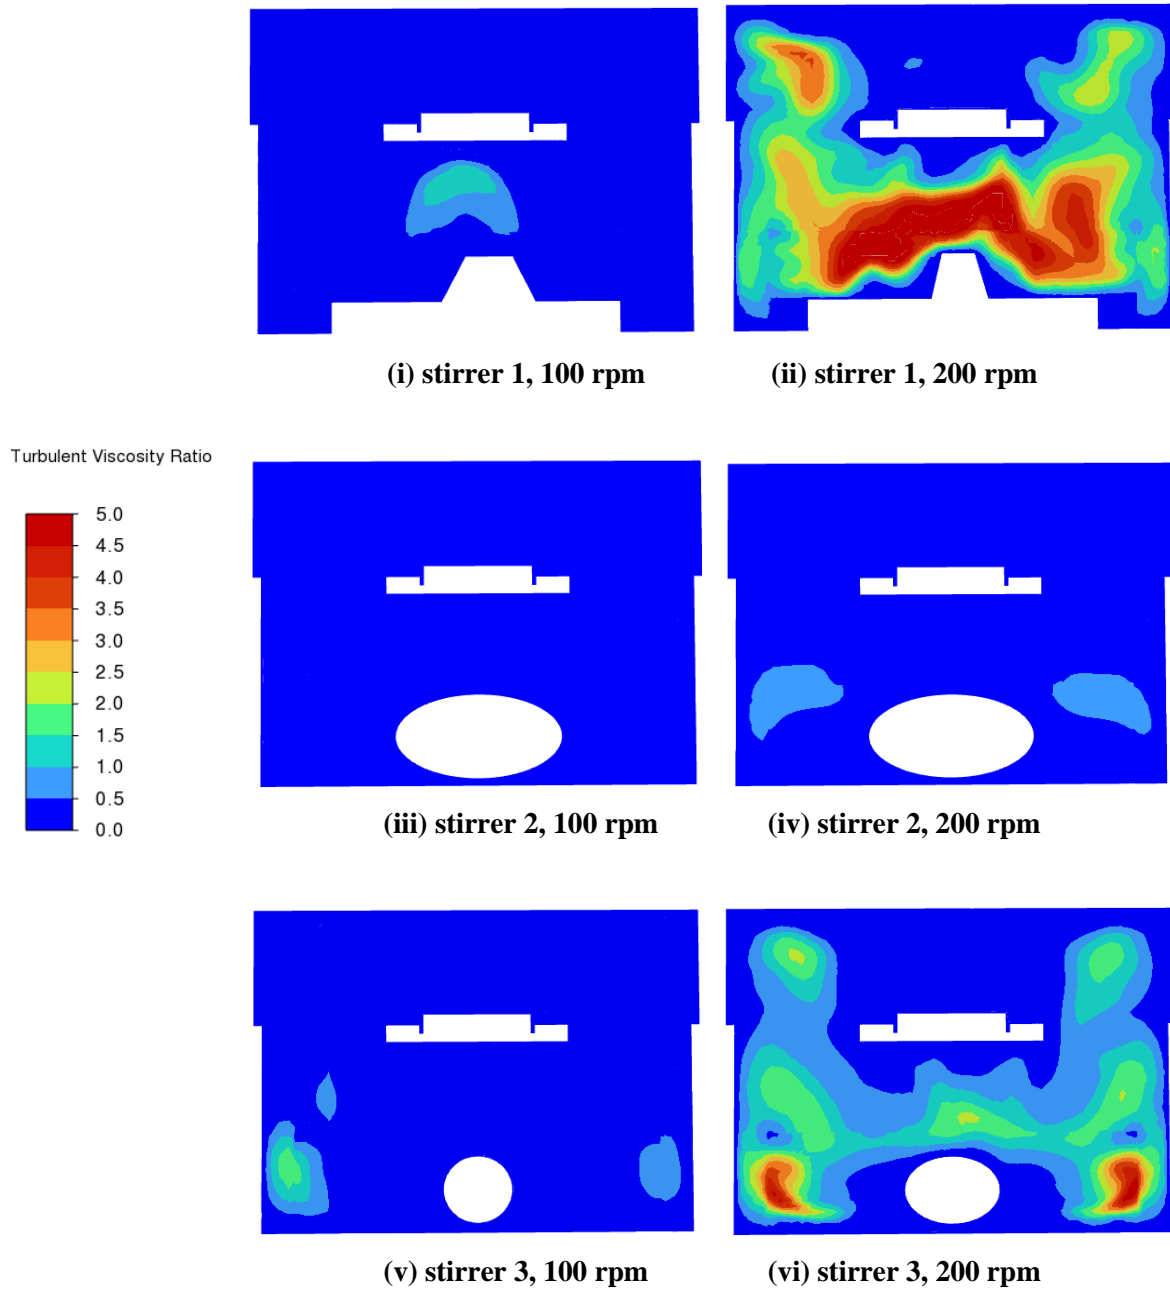 (i) stirrer 1, 100 rpm
(ii) stirrer 1, 200 rpm
Turbulent Viscosity Ratio
5.0
4.5
4.0
3.5
3.0
2.5
2.0
1.5
1.0
0.5
0.0
(iii) stirrer 2, 100 rpm
(iv) stirrer 2, 200 rpm
(v) stirrer 3, 100 rpm
(vi) stirrer 3, 200 rpm